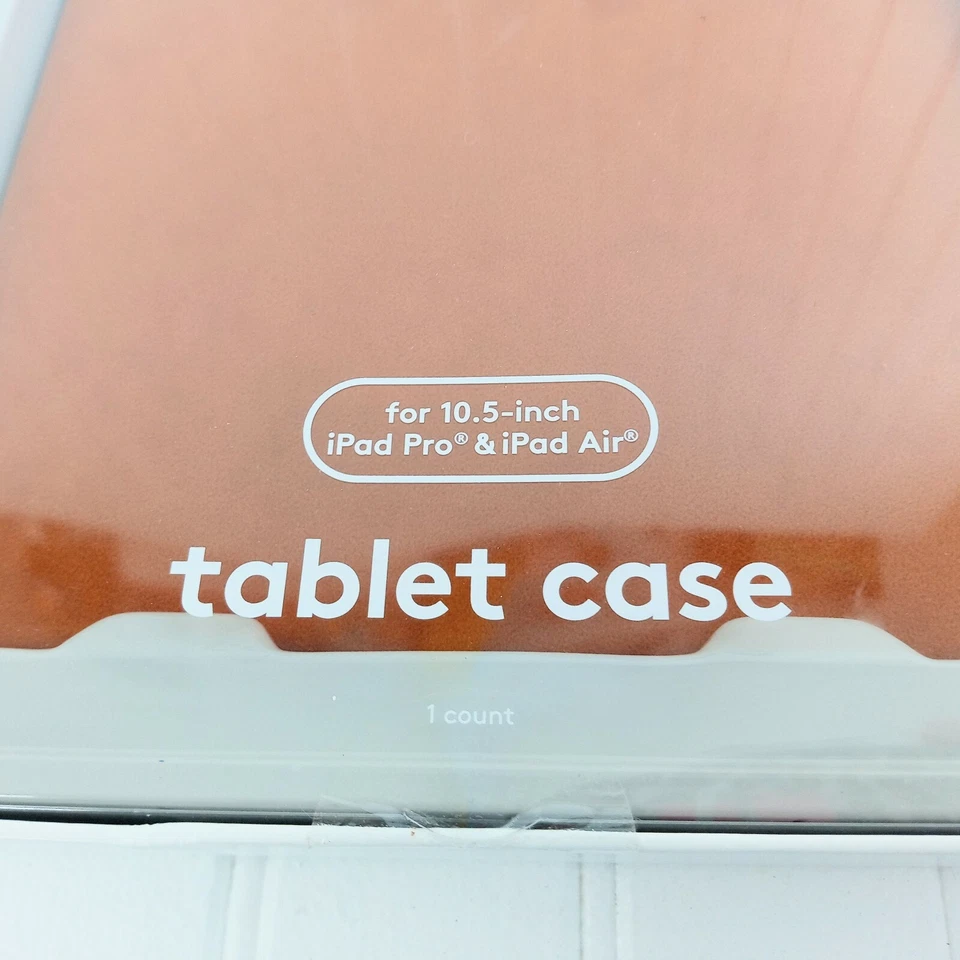 for 10.5-inch
iPad Pro® & iPad Air®
tablet case
1 count